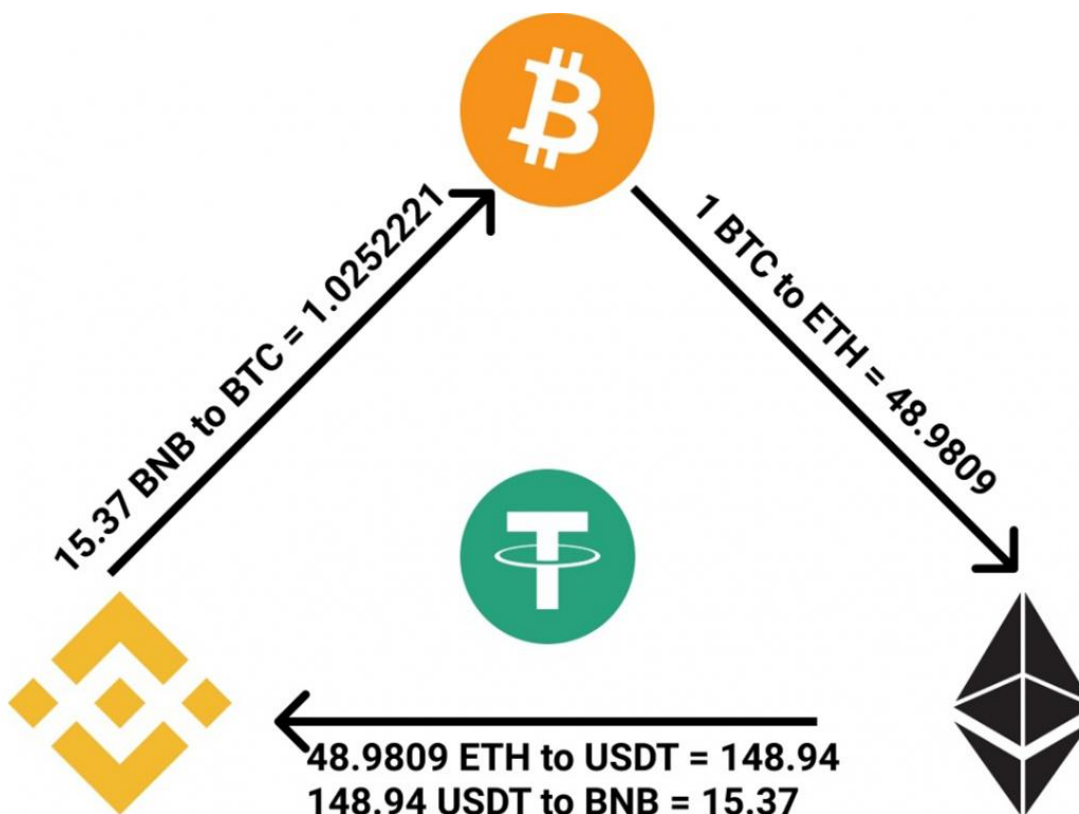 15.37 BNB to BTC = 1.0252221
1 BTC to ETH = 48.9809
48.9809 ETH to USDT = 148.94
148.94 USDT to BNB = 15.37